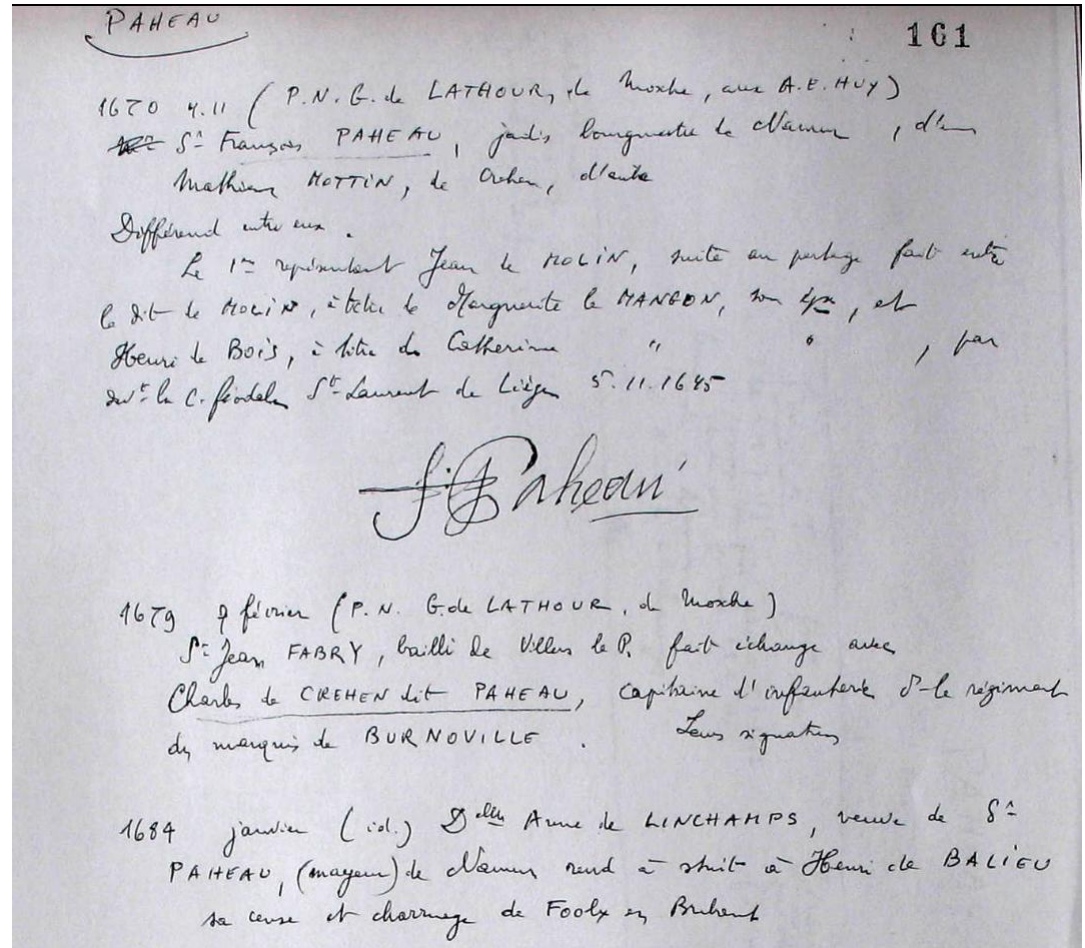 PAHEAU
161
1670 4.11 (P.N. G. de LATHOUR, de Moxhe, aux A.E. HUY)
Sr François PAHEAU, jadis bourgmestre de Namur, d'une
Mathieu MOTTIN, de Crehen, d'autre
Différend entre eux.
Le 1er représentant Jean le MOLIN, suite au partage fait entre
le dit le MOLIN, à titre de Marguerite le MANGON, son épse, et
Henri de BOIS, à titre de Catherine " " , par
devt la C. féodale St-Laurent de Liège 5.11.1645
Paheau
1679 9 février (P.N. G. de LATHOUR, de Moxhe)
Sr Jean FABRY, bailli de Villers le P. fait échange avec
Charles de CREHEN dit PAHEAU, capitaine d'infanterie ds le régiment
du marquis de BURNOVILLE. Leurs signatures
1684 janvier (id.) Delle Anne de LINCHAMPS, veuve de Sr
PAHEAU, (mayeur) de Namur rend à stuit à Henri de BALIEU
sa cense et charruage de Foolx en Brabant